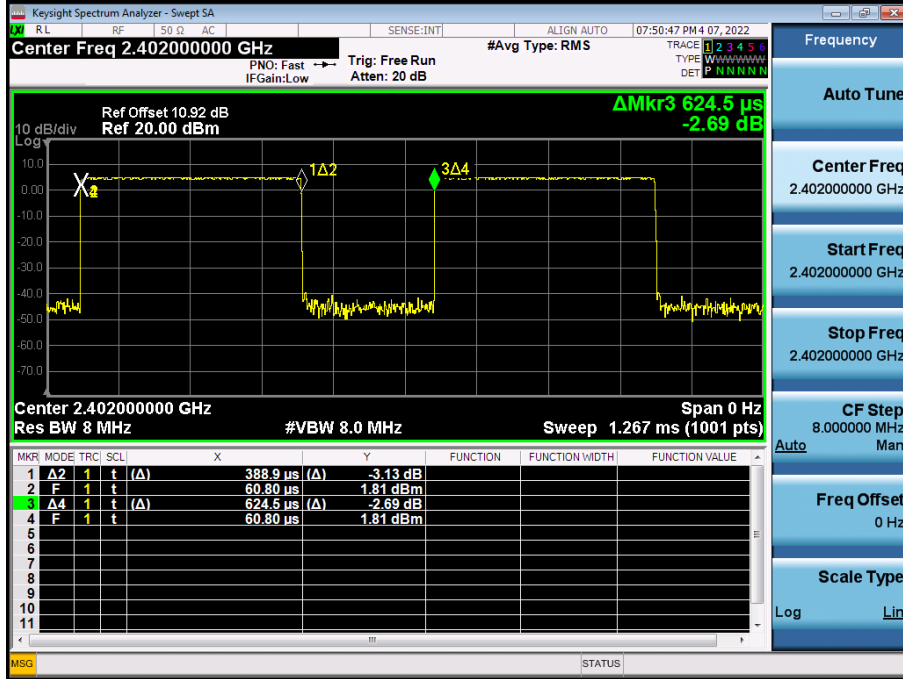 Keysight Spectrum Analyzer - Swept SA
LXI RL RF 50 Ω AC SENSE:INT ALIGN AUTO 07:50:47 PM 4 07, 2022
Center Freq 2.402000000 GHz
PNO: Fast
IFGain:Low
Trig: Free Run
Atten: 20 dB
#Avg Type: RMS
TRACE 1 2 3 4 5 6
TYPE WWWWWWW
DET P N N N N N
ΔMkr3 624.5 µs
-2.69 dB
Ref Offset 10.92 dB
10 dB/div Ref 20.00 dBm
Log
1Δ2
3Δ4
10.0
0.00
-10.0
-20.0
-30.0
-40.0
-50.0
-60.0
-70.0
Center 2.402000000 GHz Span 0 Hz
Res BW 8 MHz #VBW 8.0 MHz Sweep 1.267 ms (1001 pts)
MKR MODE TRC SCL X Y FUNCTION FUNCTION WIDTH FUNCTION VALUE
1 Δ2 1 t (Δ) 388.9 µs (Δ) -3.13 dB
2 F 1 t 60.80 µs 1.81 dBm
3 Δ4 1 t (Δ) 624.5 µs (Δ) -2.69 dB
4 F 1 t 60.80 µs 1.81 dBm
5
6
7
8
9
10
11
MSG STATUS
Frequency
Auto Tune
Center Freq
2.402000000 GHz
Start Freq
2.402000000 GHz
Stop Freq
2.402000000 GHz
CF Step
8.000000 MHz
Auto Man
Freq Offset
0 Hz
Scale Type
Log Lin